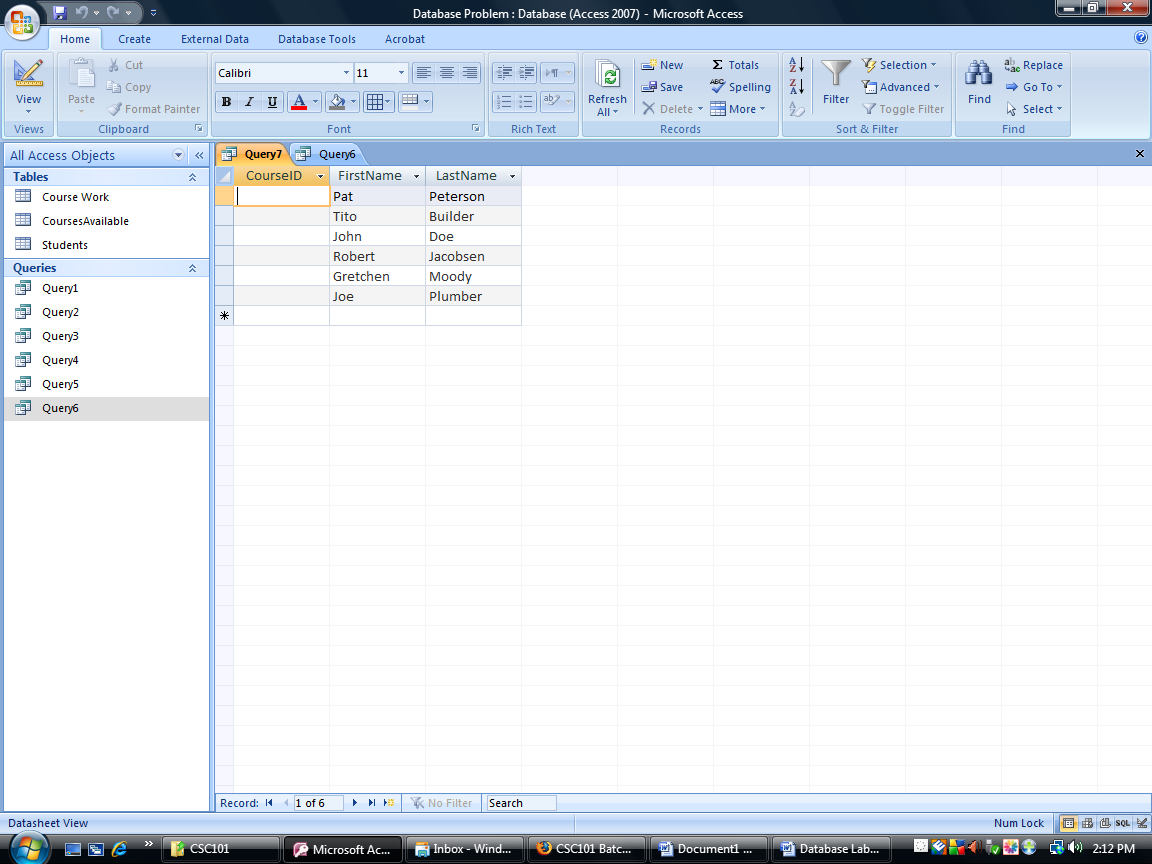 Database Problem : Database (Access 2007) - Microsoft Access
Home Create External Data Database Tools Acrobat
View
Views
Paste
Cut
Copy
Format Painter
Clipboard
Calibri 11
B I U A
Font
Rich Text
Refresh All
New
Save
Delete
Totals
Spelling
More
Records
Filter
Selection
Advanced
Toggle Filter
Sort & Filter
Find
Replace
Go To
Select
Find
All Access Objects
Tables
Course Work
CoursesAvailable
Students
Queries
Query1
Query2
Query3
Query4
Query5
Query6
Query7 Query6
CourseID FirstName LastName
Pat Peterson
Tito Builder
John Doe
Robert Jacobsen
Gretchen Moody
Joe Plumber
Record: 1 of 6 No Filter Search
Datasheet View Num Lock SQL
CSC101 Microsoft Ac... Inbox - Wind... CSC101 Batc... Document1 ... Database Lab... 2:12 PM